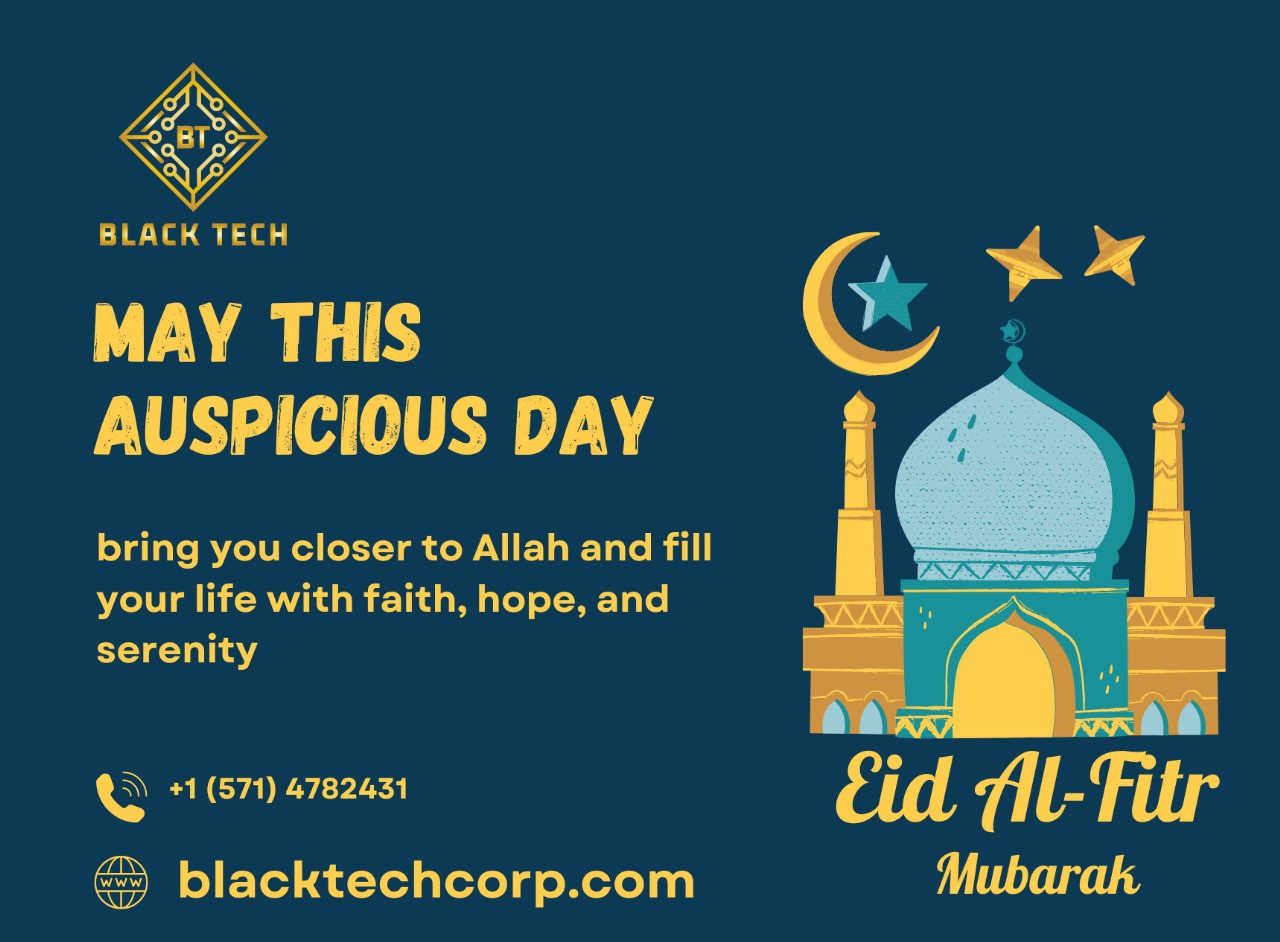 BT
BLACK TECH
MAY THIS
AUSPICIOUS DAY
bring you closer to Allah and fill
your life with faith, hope, and
serenity
+1 (571) 4782431
www
blacktechcorp.com
Eid Al-Fitr
Mubarak